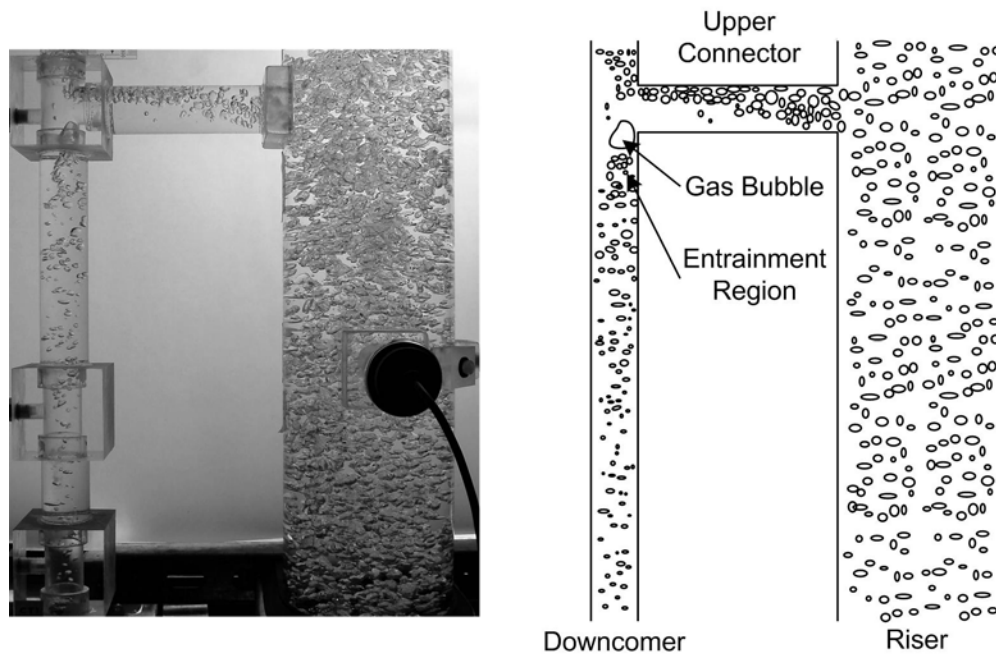 Upper
Connector
Gas Bubble
Entrainment
Region
Downcomer
Riser